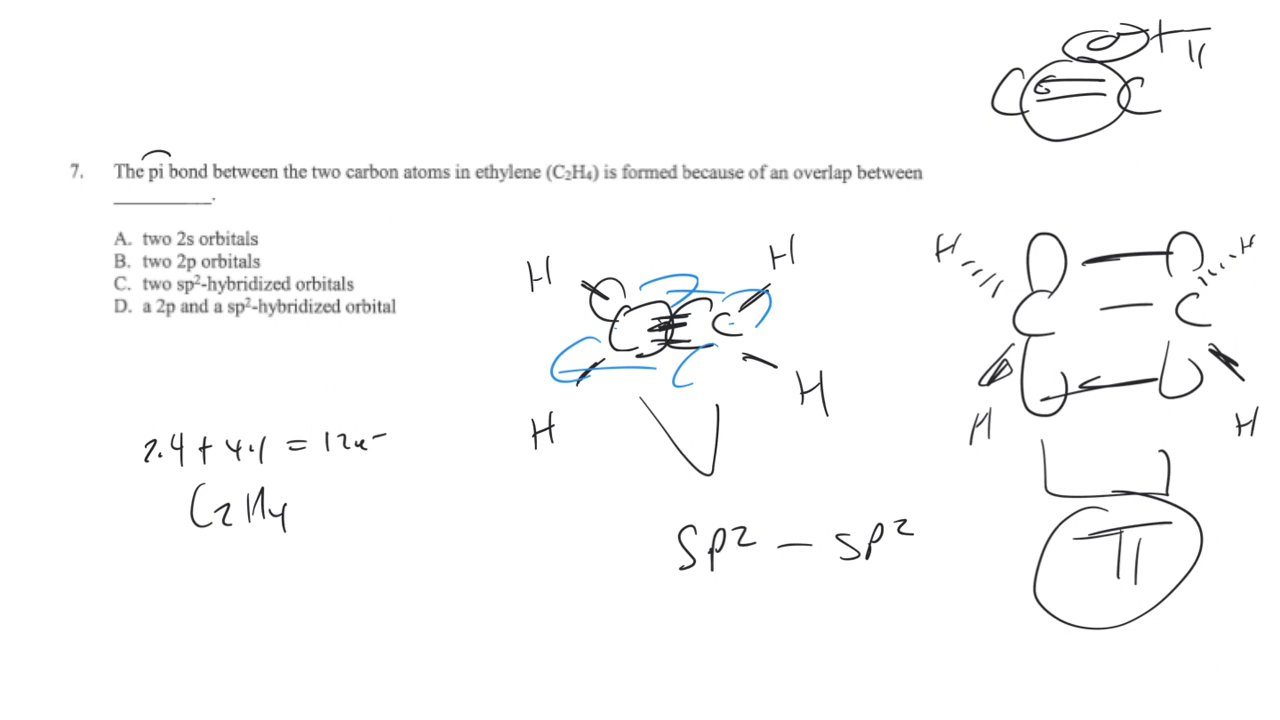 σ + π
C = C
7. The pi bond between the two carbon atoms in ethylene (C₂H₄) is formed because of an overlap between
__________.
A. two 2s orbitals
B. two 2p orbitals
C. two sp²-hybridized orbitals
D. a 2p and a sp²-hybridized orbital
H H H H
C C C C
H H H H
2·4 + 4·1 = 12e⁻
C₂H₄
sp² – sp²
π